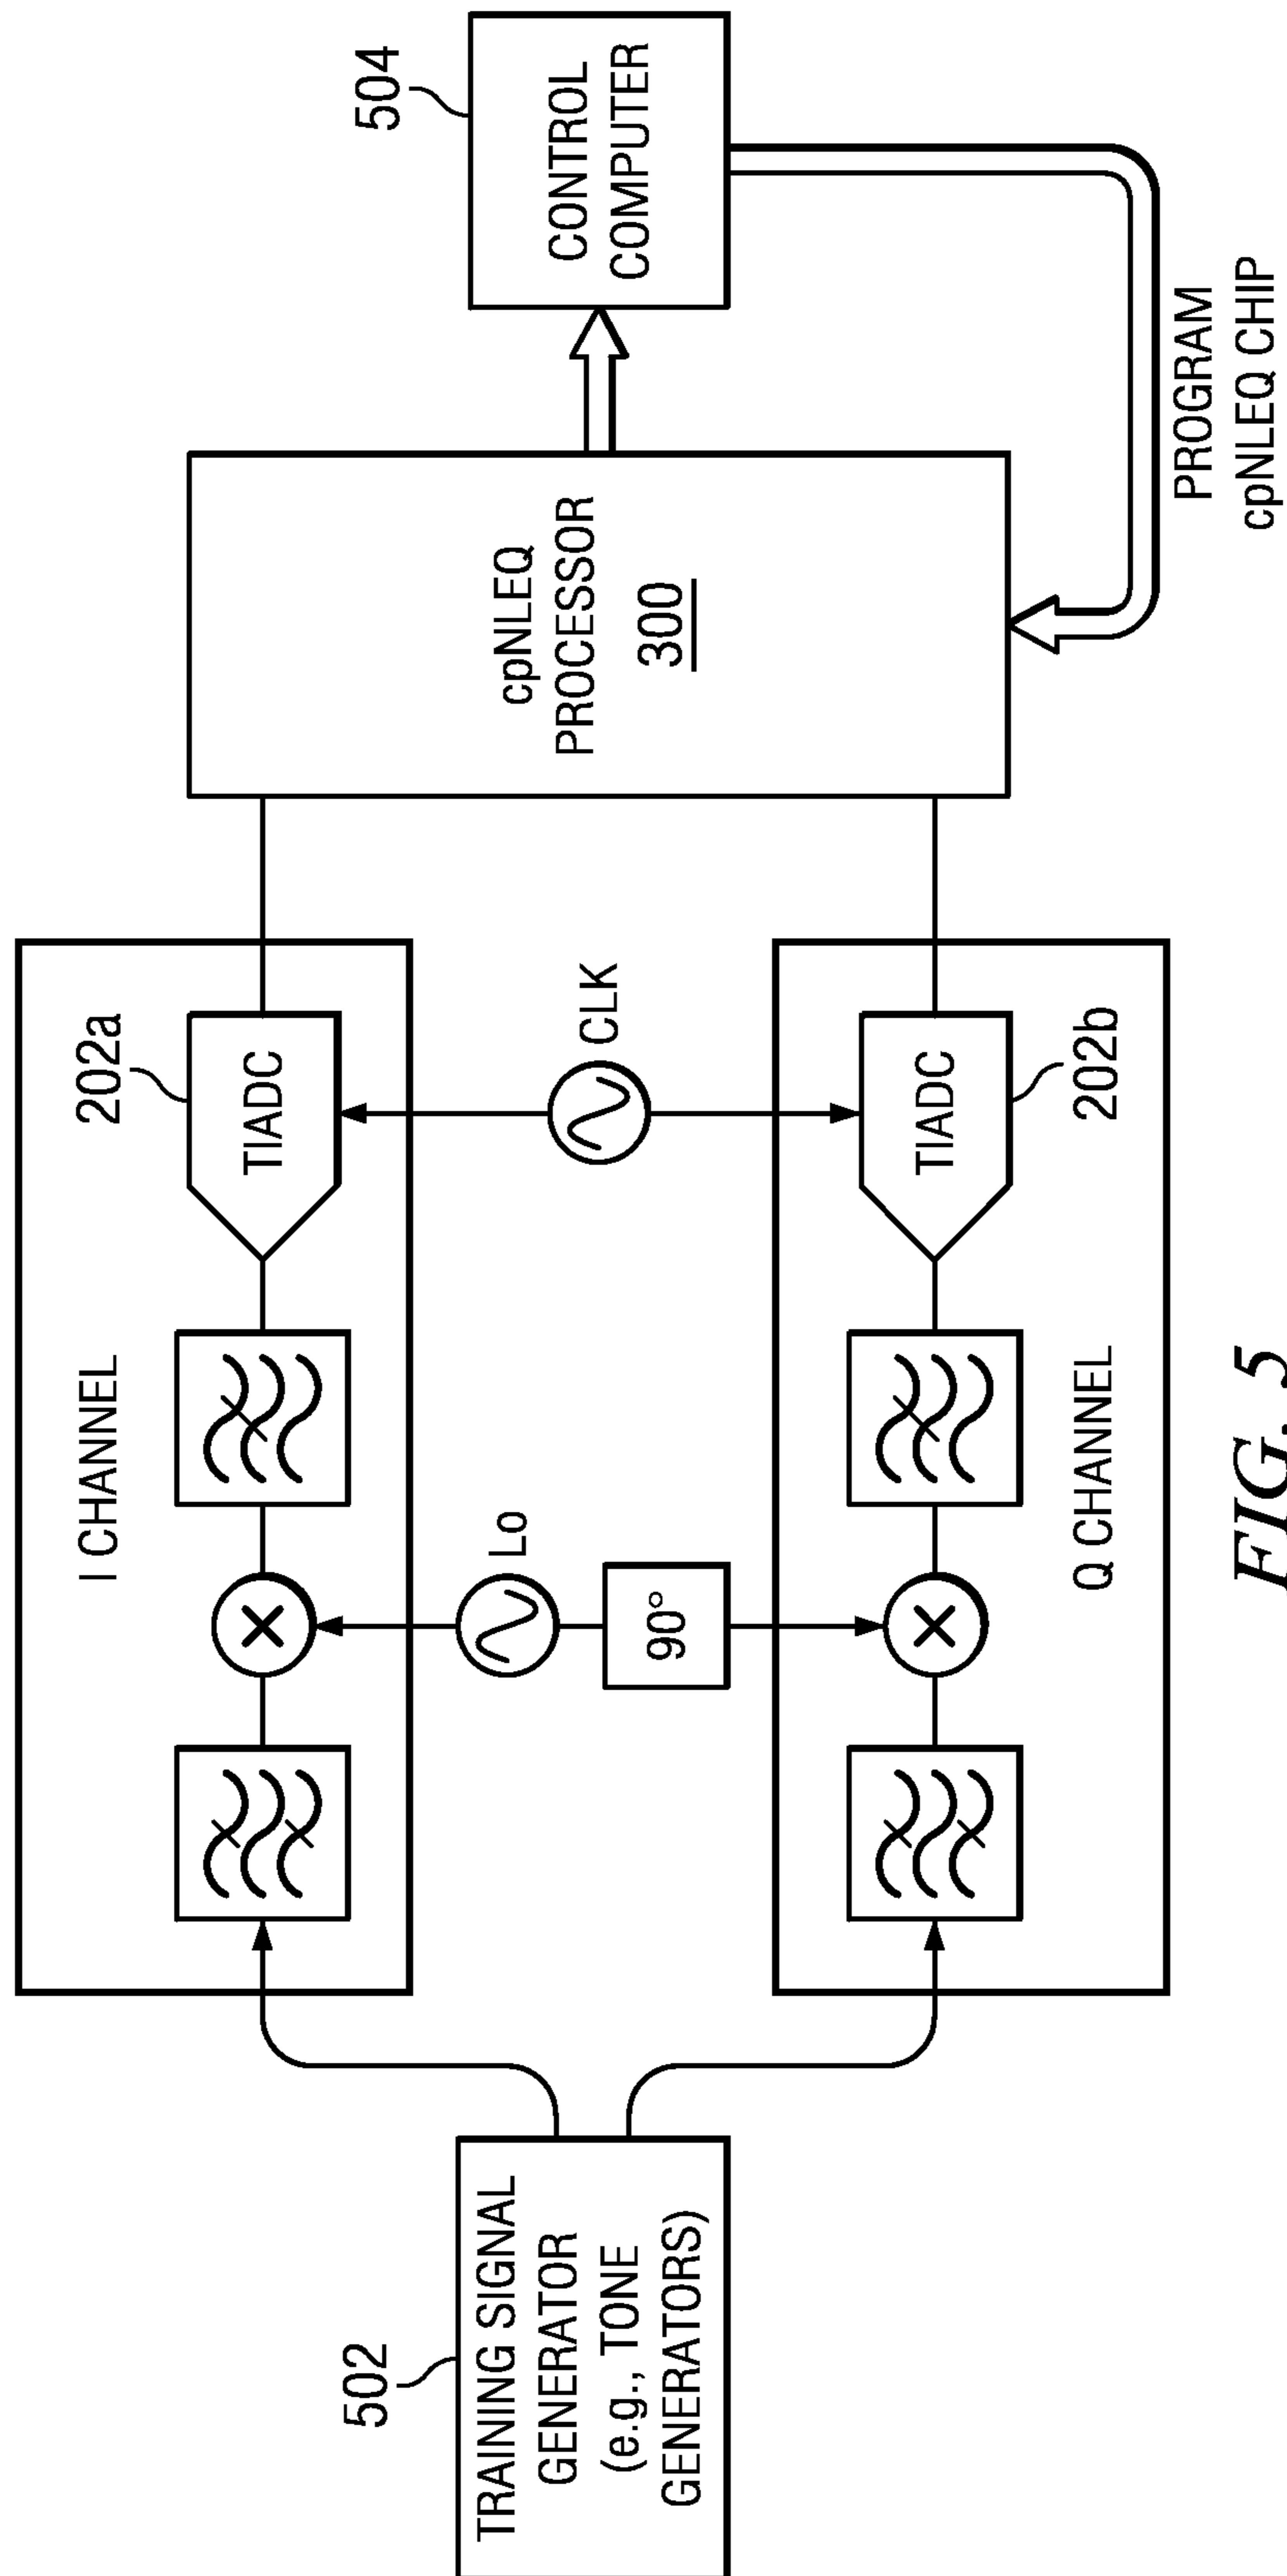 502
TRAINING SIGNAL
GENERATOR
(e.g., TONE
GENERATORS)
I CHANNEL
202a
TIADC
Lo
90°
CLK
TIADC
202b
Q CHANNEL
cpNLEQ
PROCESSOR
300
504
CONTROL
COMPUTER
PROGRAM
cpNLEQ CHIP
FIG. 5